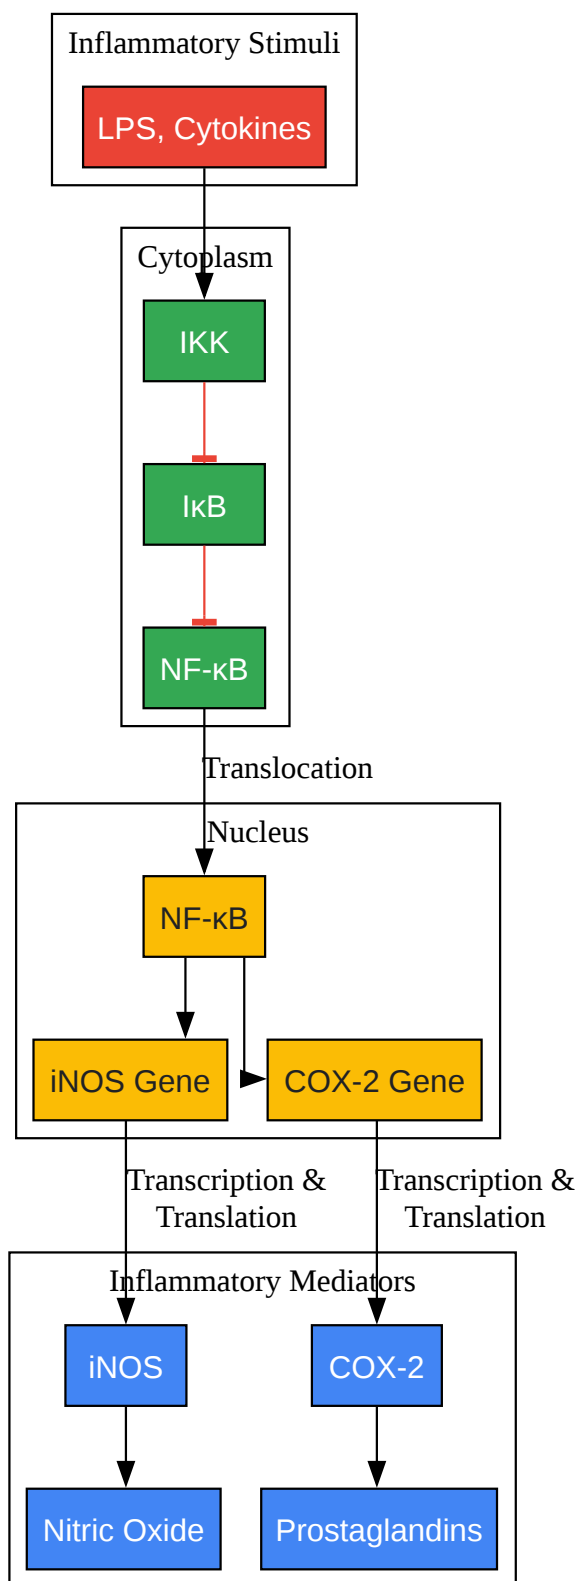 Inflammatory Stimuli
LPS, Cytokines
Cytoplasm
IKK
IκB
NF-κB
Translocation
Nucleus
NF-κB
iNOS Gene
COX-2 Gene
Transcription &
Translation
Transcription &
Translation
Inflammatory Mediators
iNOS
COX-2
Nitric Oxide
Prostaglandins